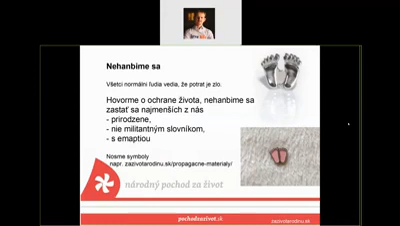 Nehanbime sa
Všetci normálni ľudia vedia, že potrat je zlo.
Hovorme o ochrane života, nehanbime sa
zastať sa najmenších z nás
- prirodzene,
- nie militantným slovníkom,
- s emaptiou
Nosme symboly
napr. zazivotarodinu.sk/propagacne-materialy/
národný pochod za život
pochodzazivot.sk
zazivotarodinu.sk